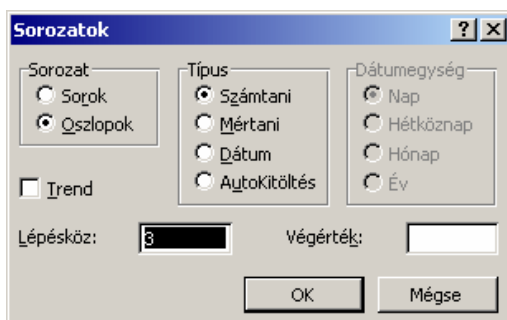 Sorozatok
Sorozat
Sorok
Oszlopok
Típus
Számtani
Mértani
Dátum
AutoKitöltés
Dátumegység
Nap
Hétköznap
Hónap
Év
Trend
Lépésköz: 3
Végérték:
OK
Mégse